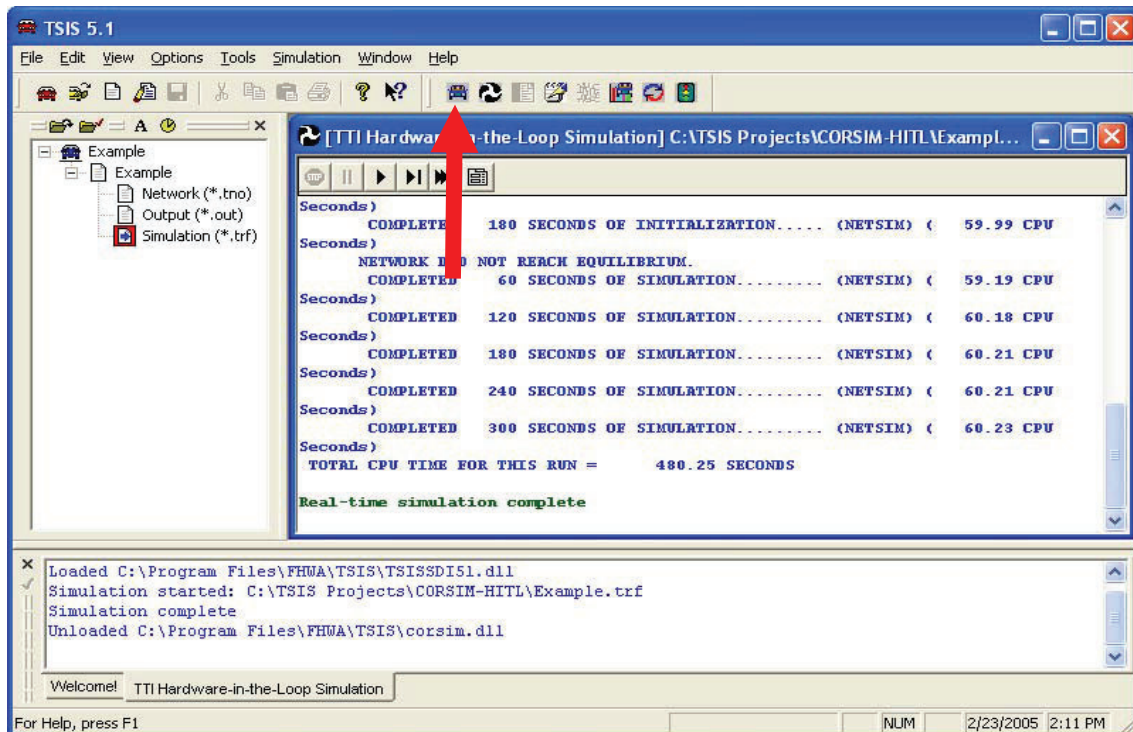 TSIS 5.1
File Edit View Options Tools Simulation Window Help
A
Example
Example
Network (*.tno)
Output (*.out)
Simulation (*.trf)
[TTI Hardwa -the-Loop Simulation] C:\TSIS Projects\CORSIM-HITL\Exampl...
STOP
Seconds)
COMPLETE 180 SECONDS OF INITIALIZATION..... (NETSIM) ( 59.99 CPU
Seconds)
NETWORK D D NOT REACH EQUILIBRIUM.
COMPLETED 60 SECONDS OF SIMULATION......... (NETSIM) ( 59.19 CPU
Seconds)
COMPLETED 120 SECONDS OF SIMULATION......... (NETSIM) ( 60.18 CPU
Seconds)
COMPLETED 180 SECONDS OF SIMULATION......... (NETSIM) ( 60.21 CPU
Seconds)
COMPLETED 240 SECONDS OF SIMULATION......... (NETSIM) ( 60.21 CPU
Seconds)
COMPLETED 300 SECONDS OF SIMULATION......... (NETSIM) ( 60.23 CPU
Seconds)
TOTAL CPU TIME FOR THIS RUN = 480.25 SECONDS
Real-time simulation complete
Loaded C:\Program Files\FHWA\TSIS\TSISSDI51.dll
Simulation started: C:\TSIS Projects\CORSIM-HITL\Example.trf
Simulation complete
Unloaded C:\Program Files\FHWA\TSIS\corsim.dll
Welcome! TTI Hardware-in-the-Loop Simulation
For Help, press F1 NUM 2/23/2005 2:11 PM